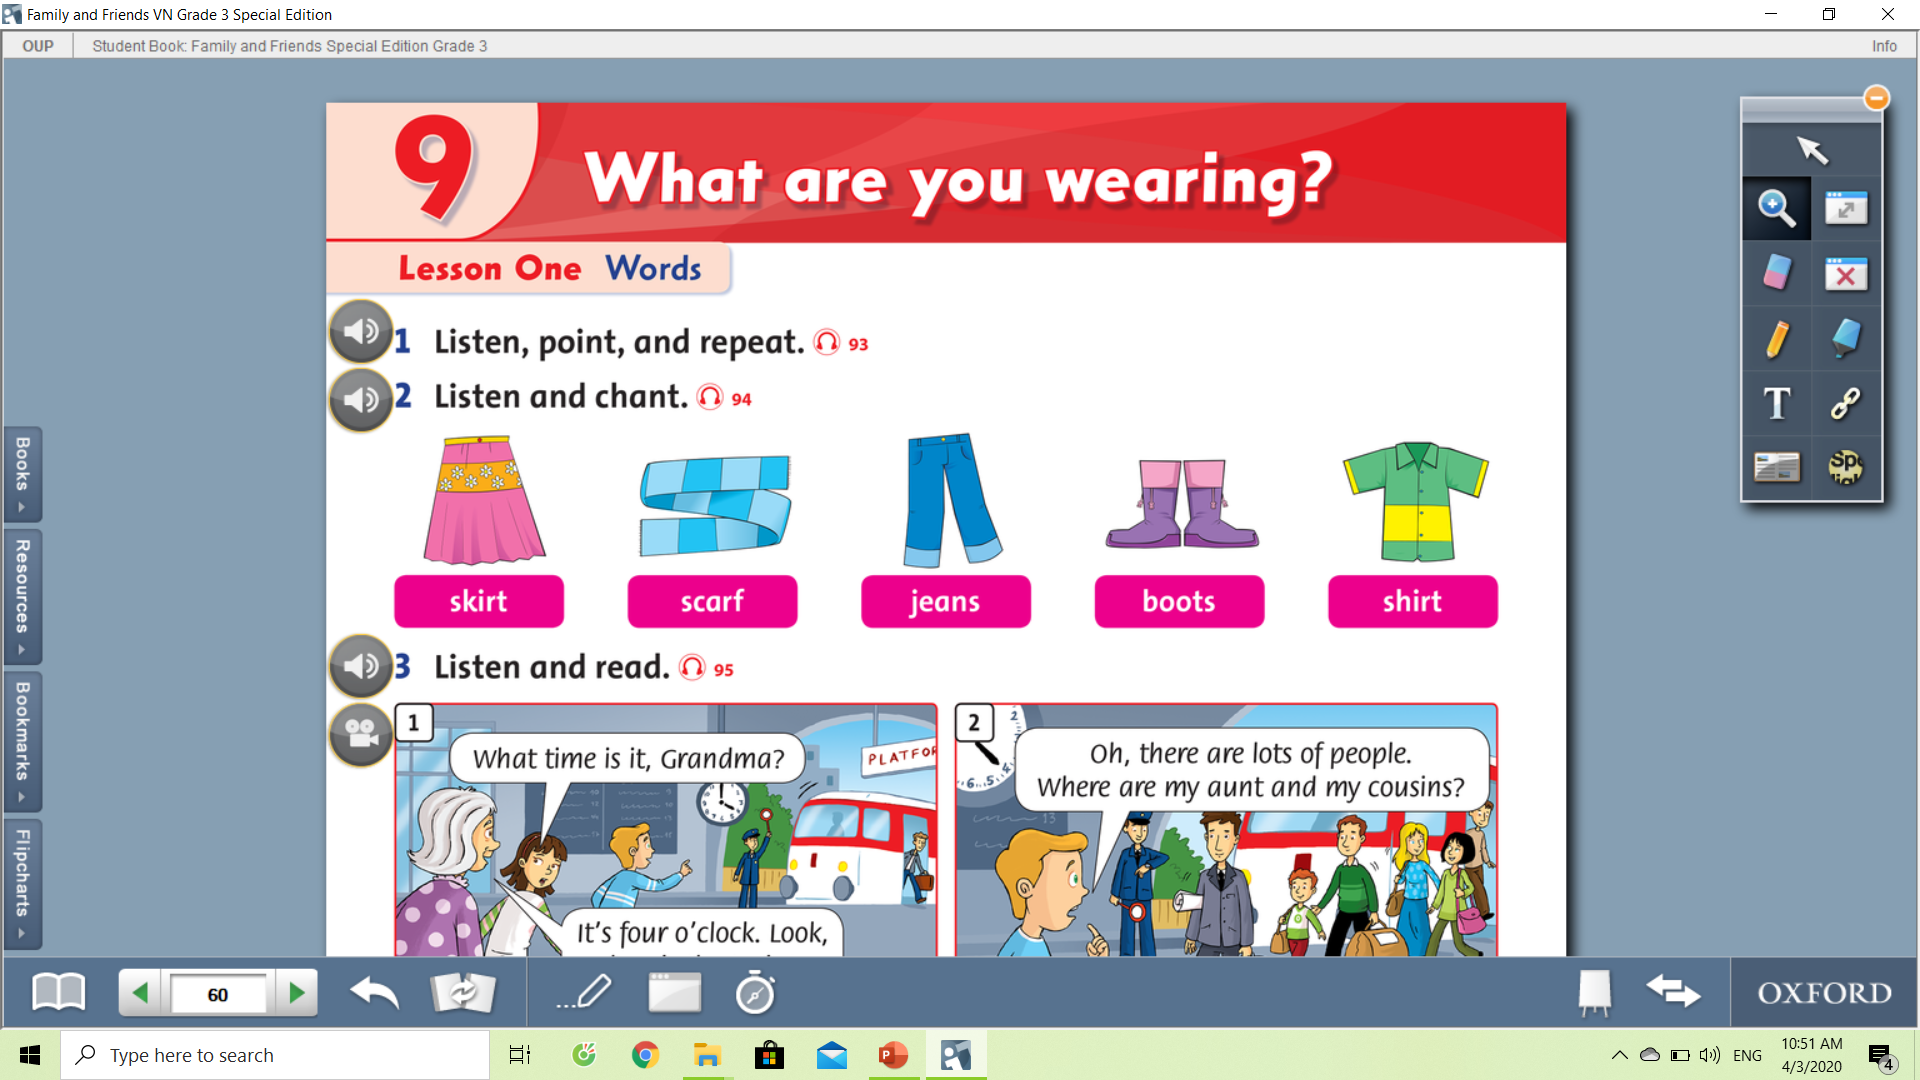 Family and Friends VN Grade 3 Special Edition
OUP
Student Book: Family and Friends Special Edition Grade 3
Info
9
What are you wearing?
Lesson One Words
1 Listen, point, and repeat. 93
2 Listen and chant. 94
skirt
scarf
jeans
boots
shirt
3 Listen and read. 95
1
What time is it, Grandma?
PLATFOR
It's four o'clock. Look,
2
Oh, there are lots of people.
Where are my aunt and my cousins?
Books
Resources
Bookmarks
Flipcharts
T
60
OXFORD
Type here to search
ENG
10:51 AM
4/3/2020
4